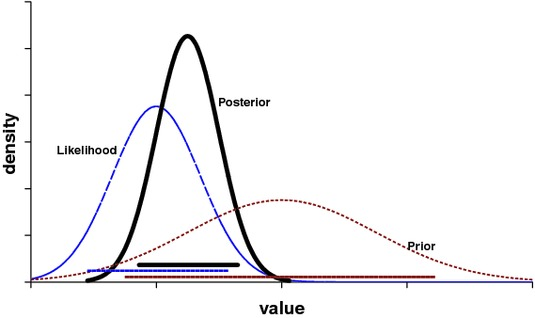 Posterior
Likelihood
Prior
density
value